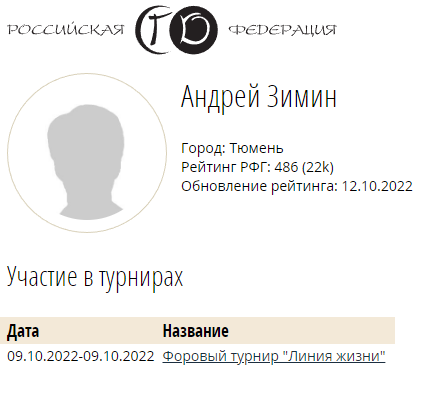 РОССИЙСКАЯ ГО ФЕДЕРАЦИЯ
Андрей Зимин
Город: Тюмень
Рейтинг РФГ: 486 (22k)
Обновление рейтинга: 12.10.2022
Участие в турнирах
Дата Название
09.10.2022-09.10.2022 Форовый турнир "Линия жизни"